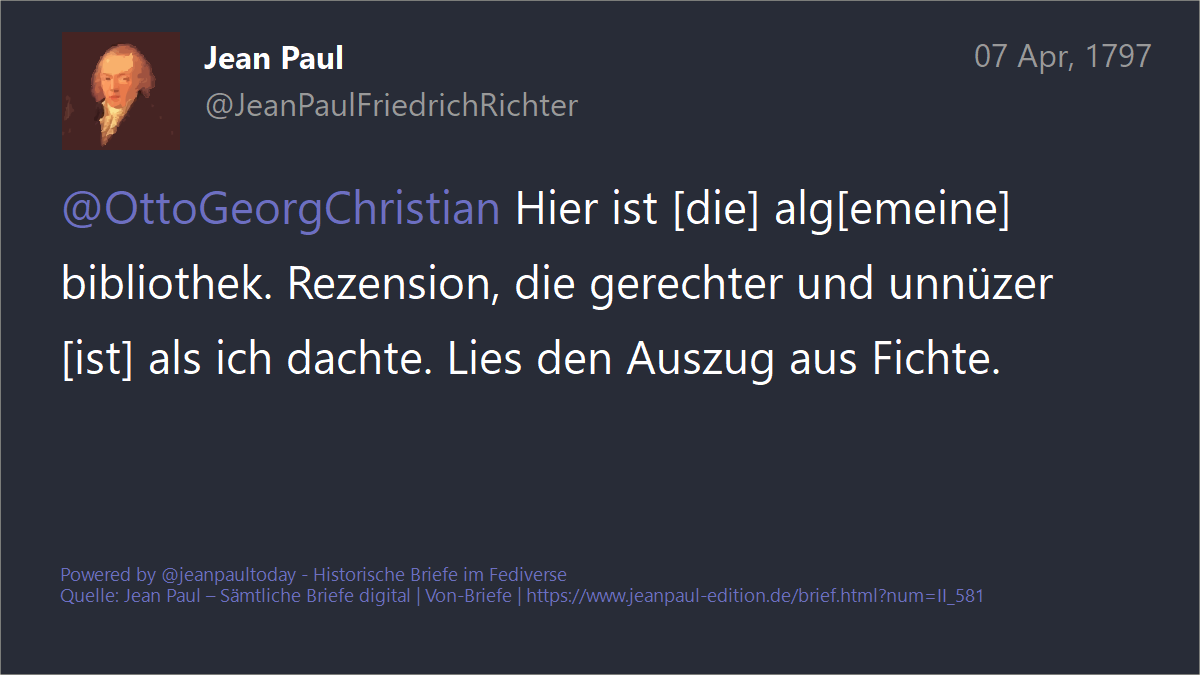 Jean Paul
07 Apr, 1797
@JeanPaulFriedrichRichter
@OttoGeorgChristian Hier ist [die] alg[emeine]
bibliothek. Rezension, die gerechter und unnüzer
[ist] als ich dachte. Lies den Auszug aus Fichte.
Powered by @jeanpaultoday - Historische Briefe im Fediverse
Quelle: Jean Paul – Sämtliche Briefe digital | Von-Briefe | https://www.jeanpaul-edition.de/brief.html?num=II_581